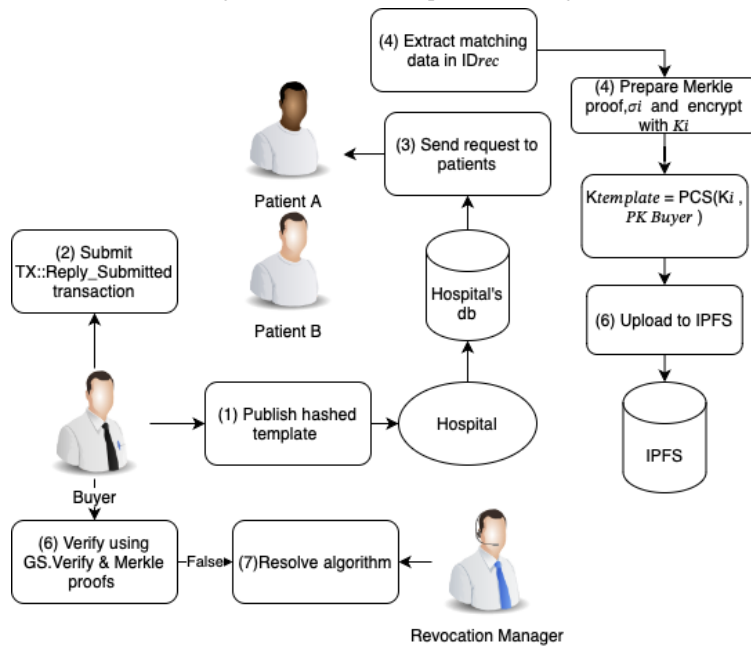 (4) Extract matching
data in IDrec
(4) Prepare Merkle
proof,σi and encrypt
with Ki
(3) Send request to
patients
Patient A
Ktemplate = PCS(Ki ,
PK Buyer )
(2) Submit
TX::Reply_Submitted
transaction
Hospital's
db
Patient B
(6) Upload to IPFS
(1) Publish hashed
template
Hospital
IPFS
Buyer
(6) Verify using
GS.Verify & Merkle
proofs
False
(7)Resolve algorithm
Revocation Manager